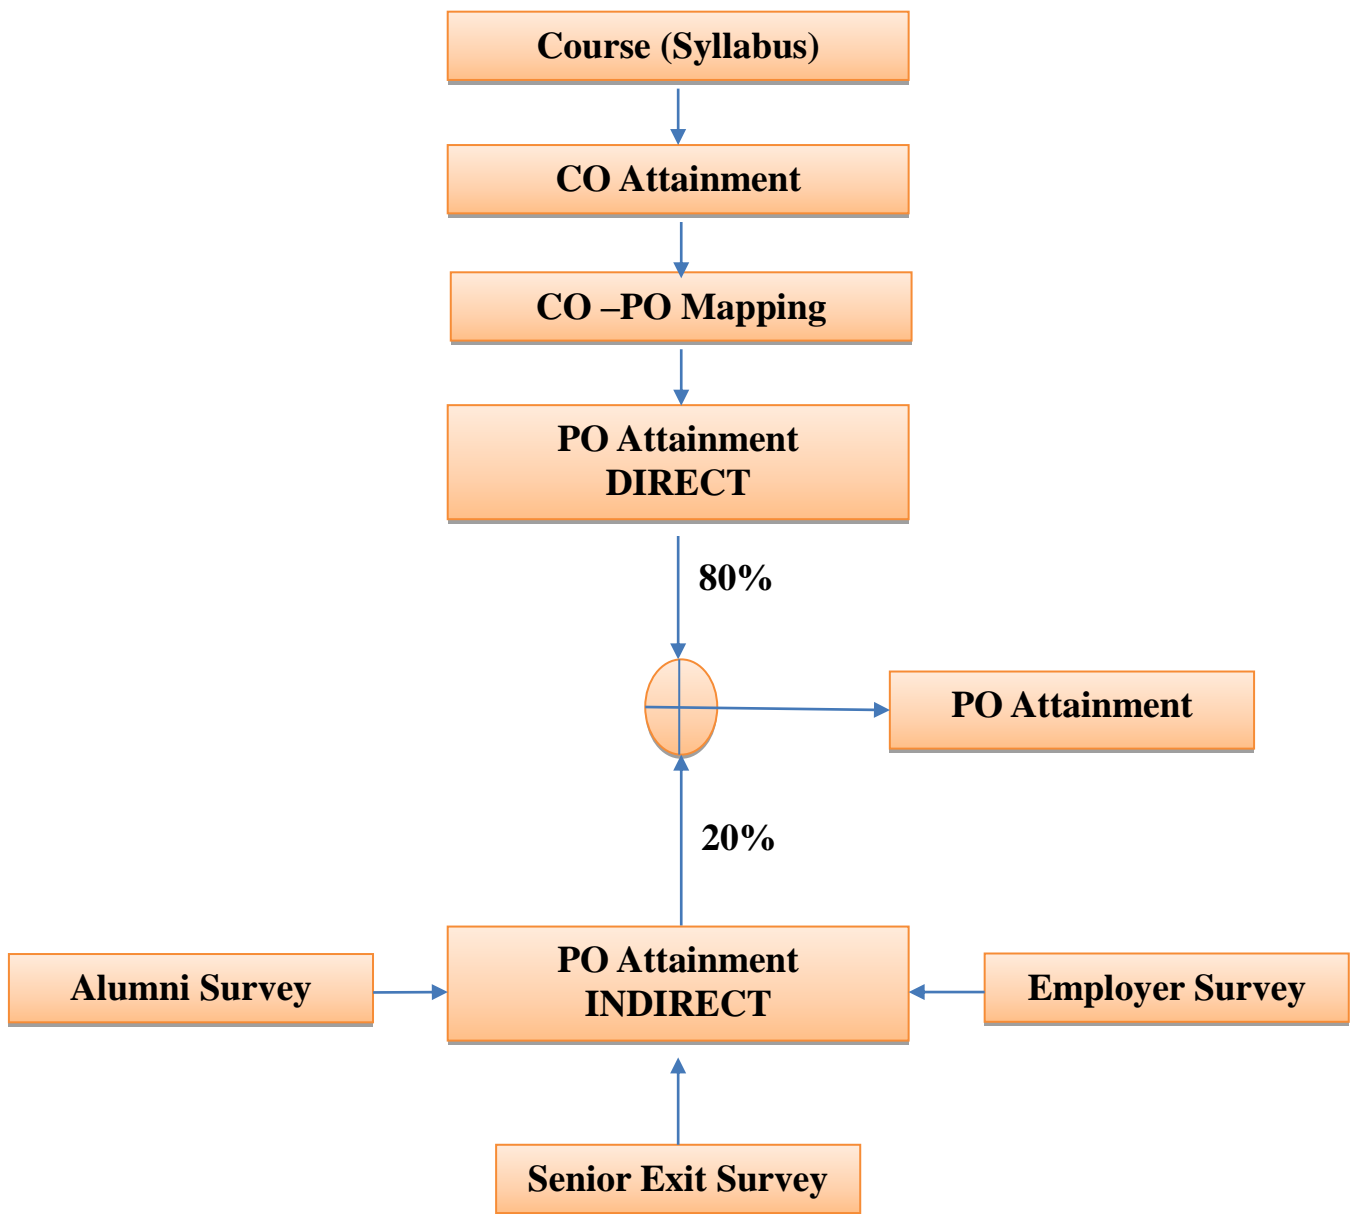 Course (Syllabus)
CO Attainment
CO –PO Mapping
PO Attainment
DIRECT
80%
PO Attainment
20%
PO Attainment
INDIRECT
Alumni Survey
Employer Survey
Senior Exit Survey